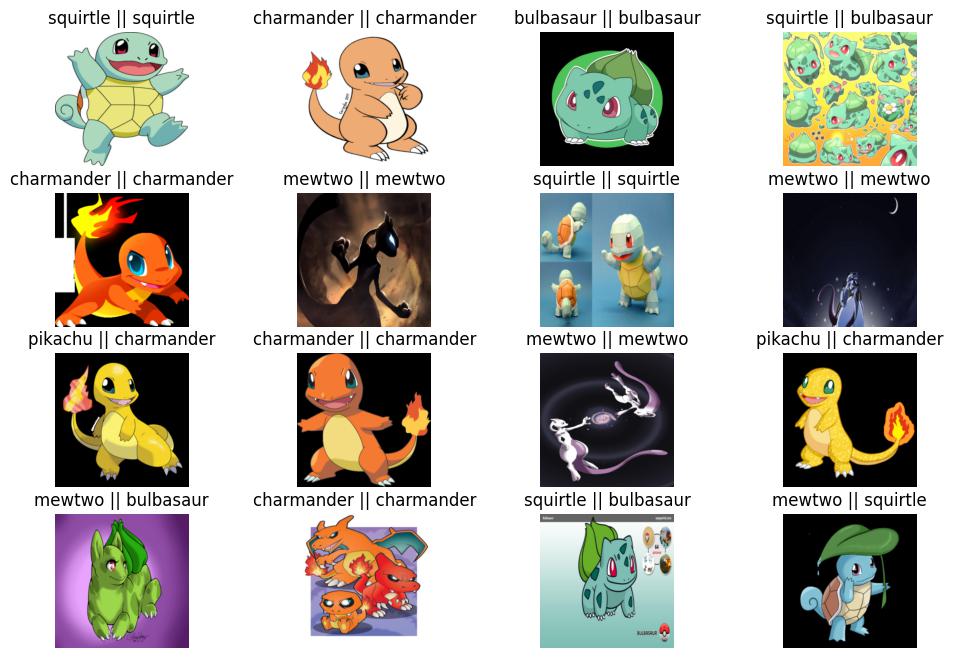 squirtle || squirtle
charmander || charmander
bulbasaur || bulbasaur
squirtle || bulbasaur
charmander || charmander
mewtwo || mewtwo
squirtle || squirtle
mewtwo || mewtwo
pikachu || charmander
charmander || charmander
mewtwo || mewtwo
pikachu || charmander
mewtwo || bulbasaur
charmander || charmander
squirtle || bulbasaur
mewtwo || squirtle
BULBASAUR